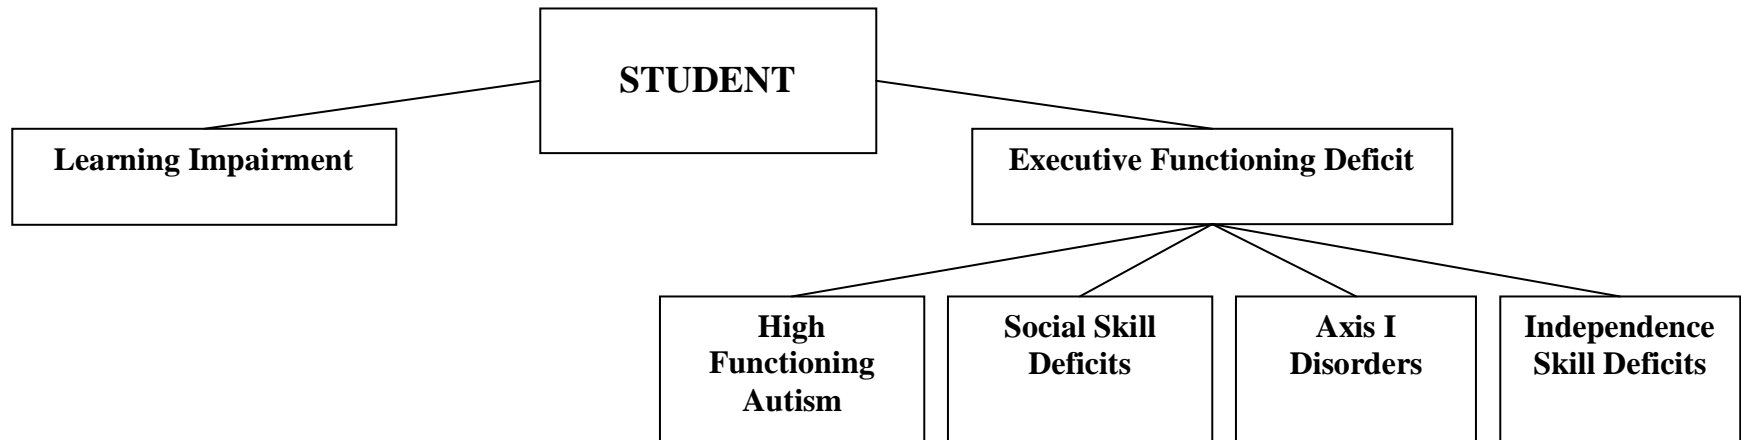 STUDENT
Learning Impairment
Executive Functioning Deficit
High
Functioning
Autism
Social Skill
Deficits
Axis I
Disorders
Independence
Skill Deficits